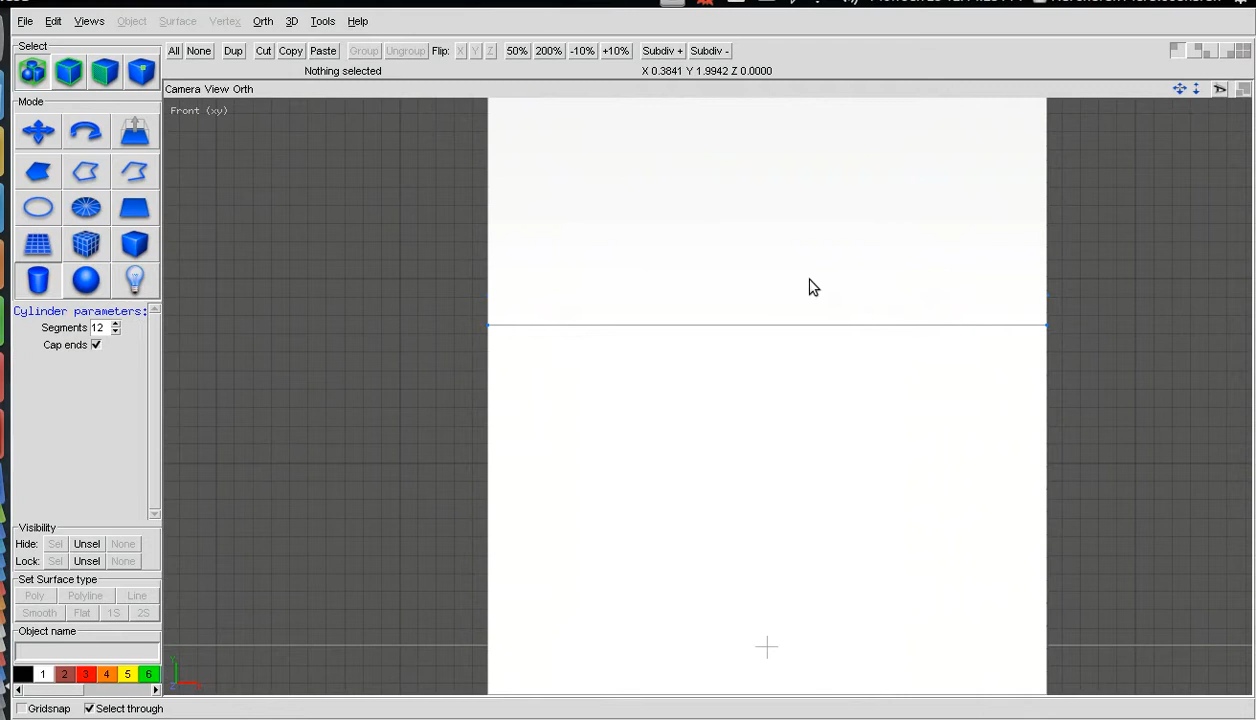 File Edit Views Object Surface Vertex Orth 3D Tools Help
Select
All None Dup Cut Copy Paste Group Ungroup Flip: X Y Z 50% 200% -10% +10% Subdiv + Subdiv -
Nothing selected X 0.3841 Y 1.9942 Z 0.0000
Camera View Orth
Mode
Front (xy)
Cylinder parameters:
Segments 12
Cap ends
Visibility
Hide: Sel Unsel None
Lock: Sel Unsel None
Set Surface type
Poly Polyline Line
Smooth Flat 1S 2S
Object name
1 2 3 4 5 6
Gridsnap Select through